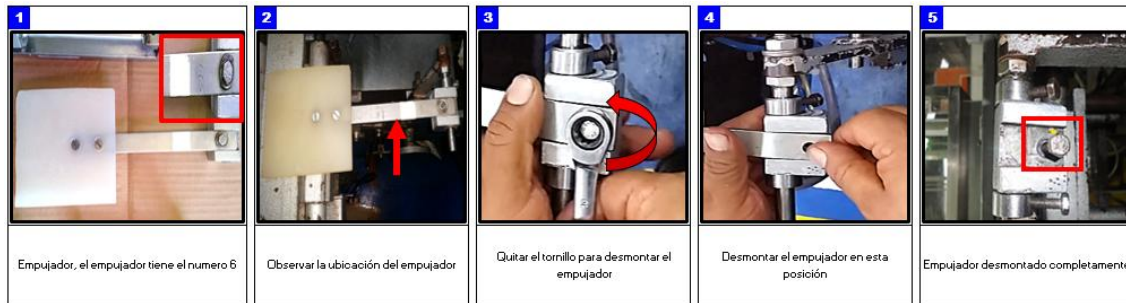 1
2
3
4
5
Empujador, el empujador tiene el numero 6
Observar la ubicación del empujador
Quitar el tornillo para desmontar el
empujador
Desmontar el empujador en esta
posición
Empujador desmontado completamente